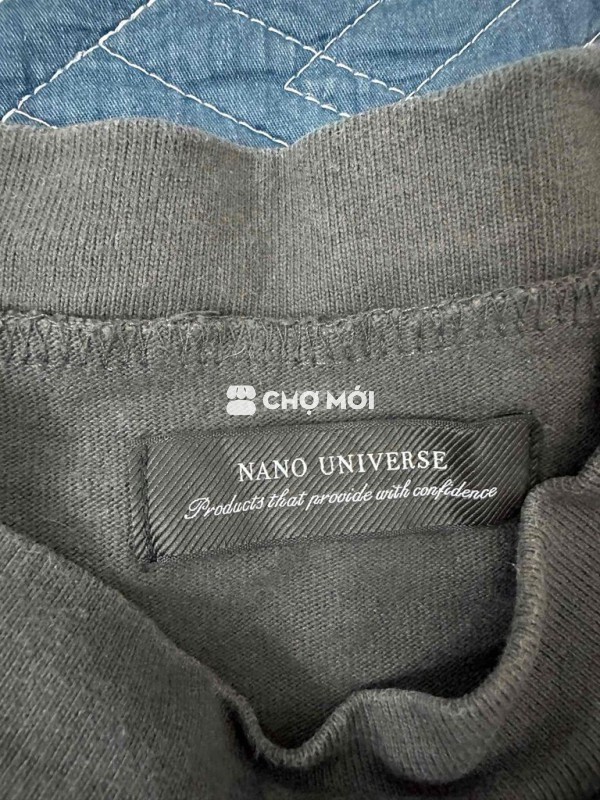 CHỢ MỚI
NANO UNIVERSE
Products that provide with confidence